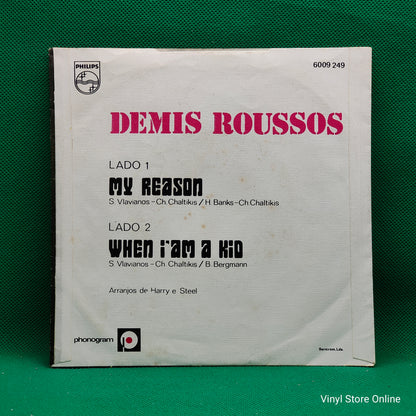 PHILIPS
6009 249
DEMIS ROUSSOS
LADO 1
MY REASON
S. Vlavianos - Ch. Chaltikis / H. Banks - Ch. Chaltikis
LADO 2
WHEN i'AM A KID
S. Vlavianos - Ch. Chaltikis / B. Bergmann
Arranjos de Harry e Steel
phonogram
Vinyl Store Online